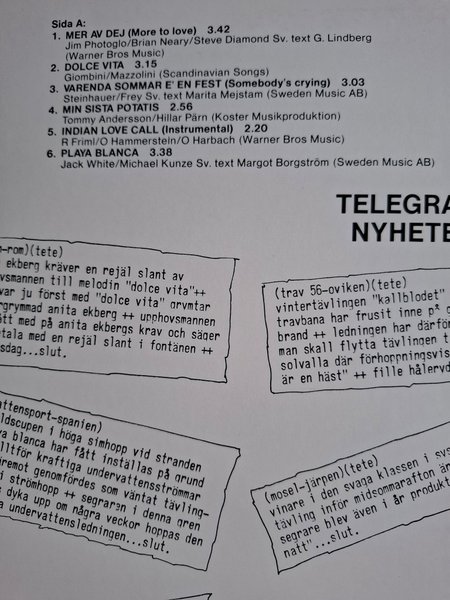 Sida A:
1. MER AV DEJ (More to love) 3.42
Jim Photoglo/Brian Neary/Steve Diamond Sv. text G. Lindberg
(Warner Bros Music)
2. DOLCE VITA 3.15
Giombini/Mazzolini (Scandinavian Songs)
3. VARENDA SOMMAR E' EN FEST (Somebody's crying) 3.03
Steinhauer/Frey Sv. text Marita Mejstam (Sweden Music AB)
4. MIN SISTA POTATIS 2.56
Tommy Andersson/Hillar Pärn (Koster Musikproduktion)
5. INDIAN LOVE CALL (Instrumental) 2.20
R Friml/O Hammerstein/O Harbach (Warner Bros. Music)
6. PLAYA BLANCA 3.38
Jack White/Michael Kunze Sv. text Margot Borgström (Sweden Music AB)
TELEGRA
NYHETE
-rom)(tete)
ekberg kräver en rejäl slant av
vsmannen till melodin "dolce vita"++
var ju först med "dolce vita" grymtar
rgrymmad anita ekberg ++ upphovsmannen
ött med på anita ekbergs krav och säger
tala med en rejäl slant i fontänen ++
sdag...slut.
(trav 56-oviken)(tete)
vintertävlingen "kallblodet"
travbana har frusit inne p*
brand ++ ledningen har därför
man skall flytta tävlingen t
solvalla där förhoppningsvis
är en häst" ++ fille hålervd
attensport-spanien)
ldscupen i höga simhopp vid stranden
ya blanca har fått inställas på grund
lltför kraftiga undervattensströmmar
iremot genomfördes som väntat tävling-
i strömhopp ++ segraren i denna gren
dyka upp om några veckor hoppas den
a undervattensledningen...slut.
(mosel-järpen)(tete)
vinare i den svaga klassen i sve
tävling inför midsommarafton är
segrare blev även i år produkt
natt"...slut.